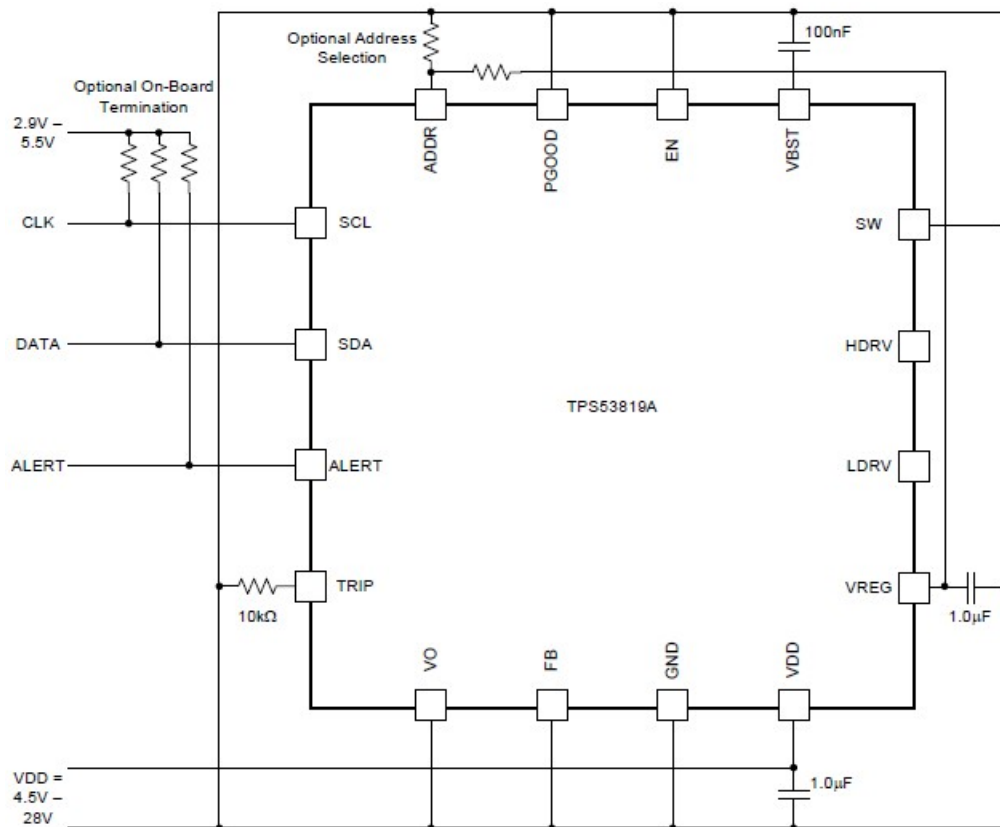 Optional Address
Selection
100nF
Optional On-Board
Termination
2.9V –
5.5V
ADDR
PGOOD
EN
VBST
CLK
SCL
SW
DATA
SDA
HDRV
TPS53819A
ALERT
ALERT
LDRV
TRIP
VREG
10kΩ
1.0µF
VO
FB
GND
VDD
VDD =
4.5V –
28V
1.0µF